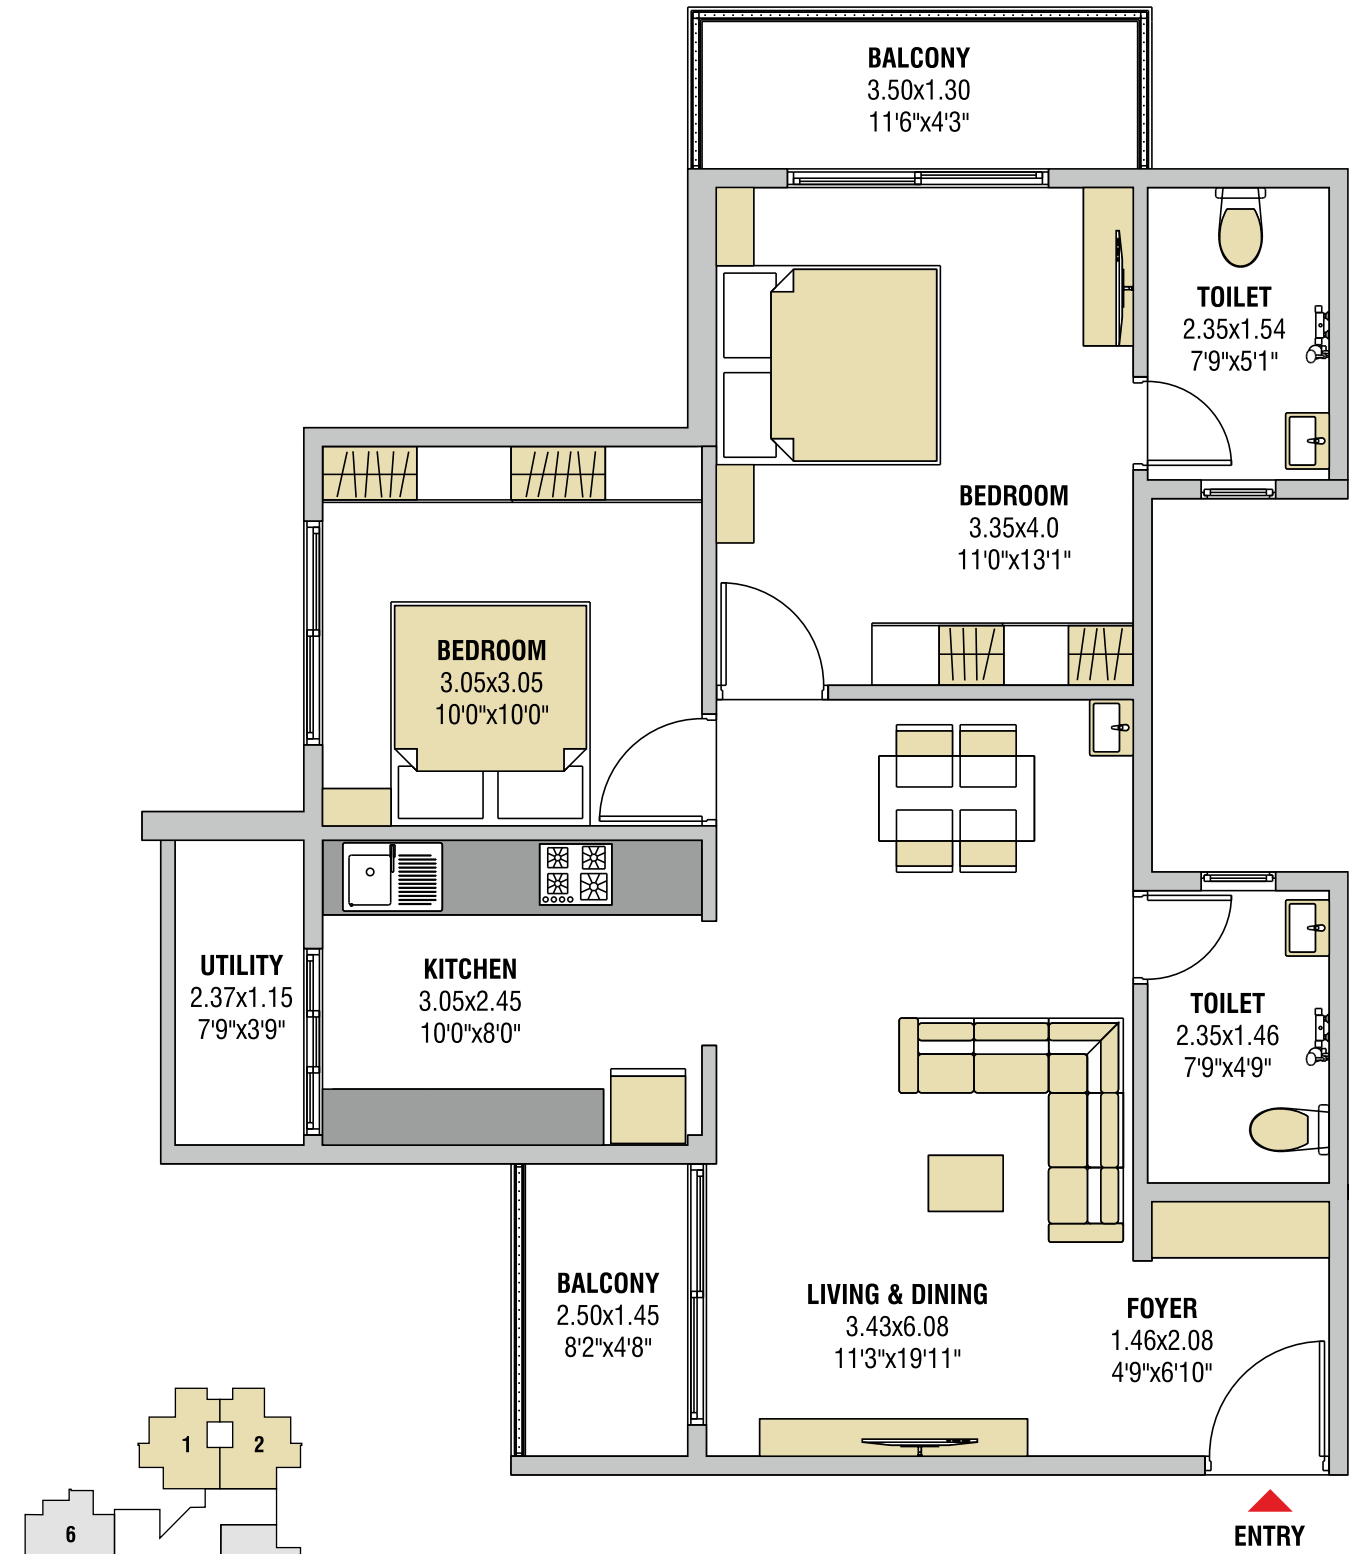 BALCONY
3.50x1.30
11'6"x4'3"
TOILET
2.35x1.54
7'9"x5'1"
BEDROOM
3.35x4.0
11'0"x13'1"
BEDROOM
3.05x3.05
10'0"x10'0"
UTILITY
2.37x1.15
7'9"x3'9"
KITCHEN
3.05x2.45
10'0"x8'0"
TOILET
2.35x1.46
7'9"x4'9"
BALCONY
2.50x1.45
8'2"x4'8"
LIVING & DINING
3.43x6.08
11'3"x19'11"
FOYER
1.46x2.08
4'9"x6'10"
1 2
6
ENTRY